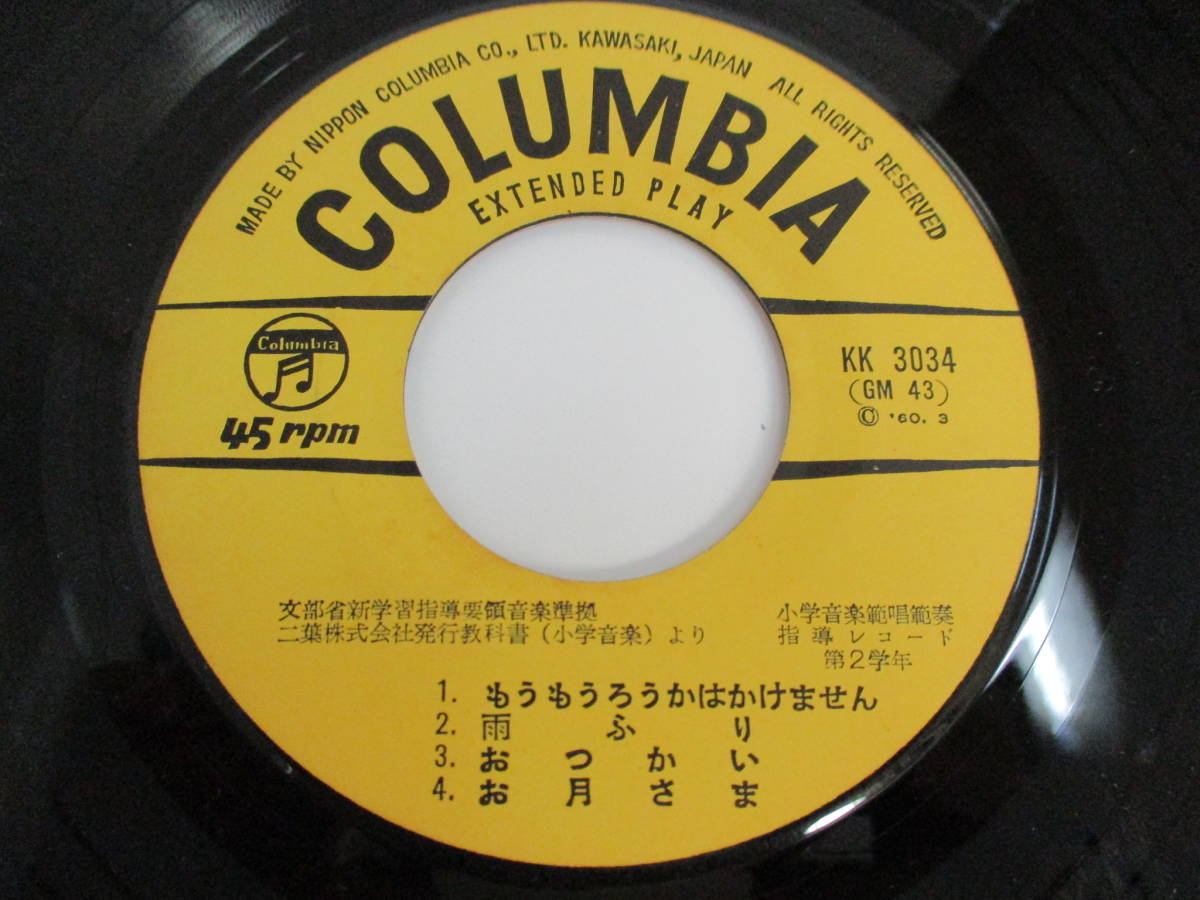 MADE BY NIPPON COLUMBIA CO., LTD. KAWASAKI, JAPAN ALL RIGHTS RESERVED
COLUMBIA
EXTENDED PLAY
Columbia
45 rpm
KK 3034
(GM 43)
© '60. 3
文部省新学習指導要領音楽準拠
二葉株式会社発行教科書(小学音楽)より
小学音楽範唱範奏
指導レコード
第2学年
1. もうもうろうかはかけません
2. 雨ふり
3. おつかい
4. お月さま